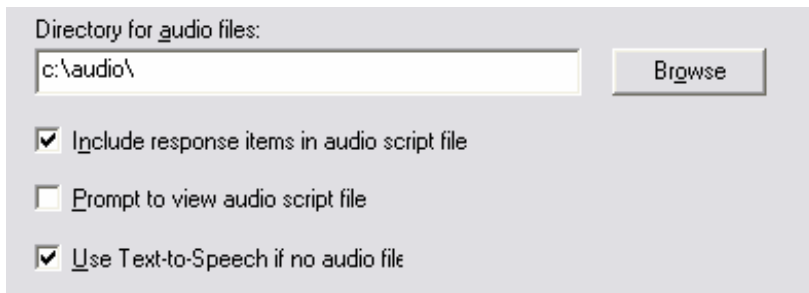 Directory for audio files:
c:\audio\
Browse
Include response items in audio script file
Prompt to view audio script file
Use Text-to-Speech if no audio file